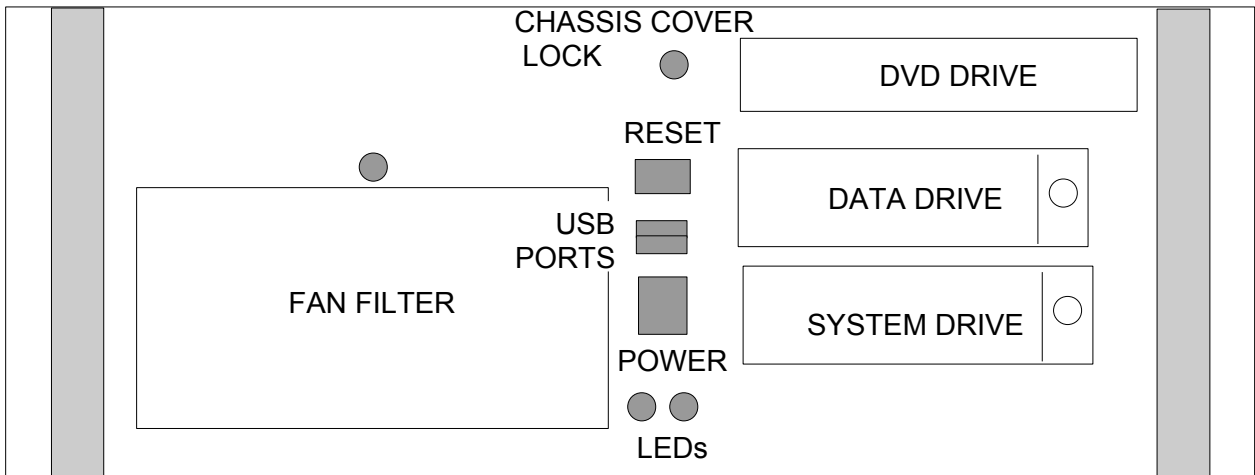 CHASSIS COVER
LOCK
DVD DRIVE
RESET
DATA DRIVE
USB
PORTS
FAN FILTER
SYSTEM DRIVE
POWER
LEDs